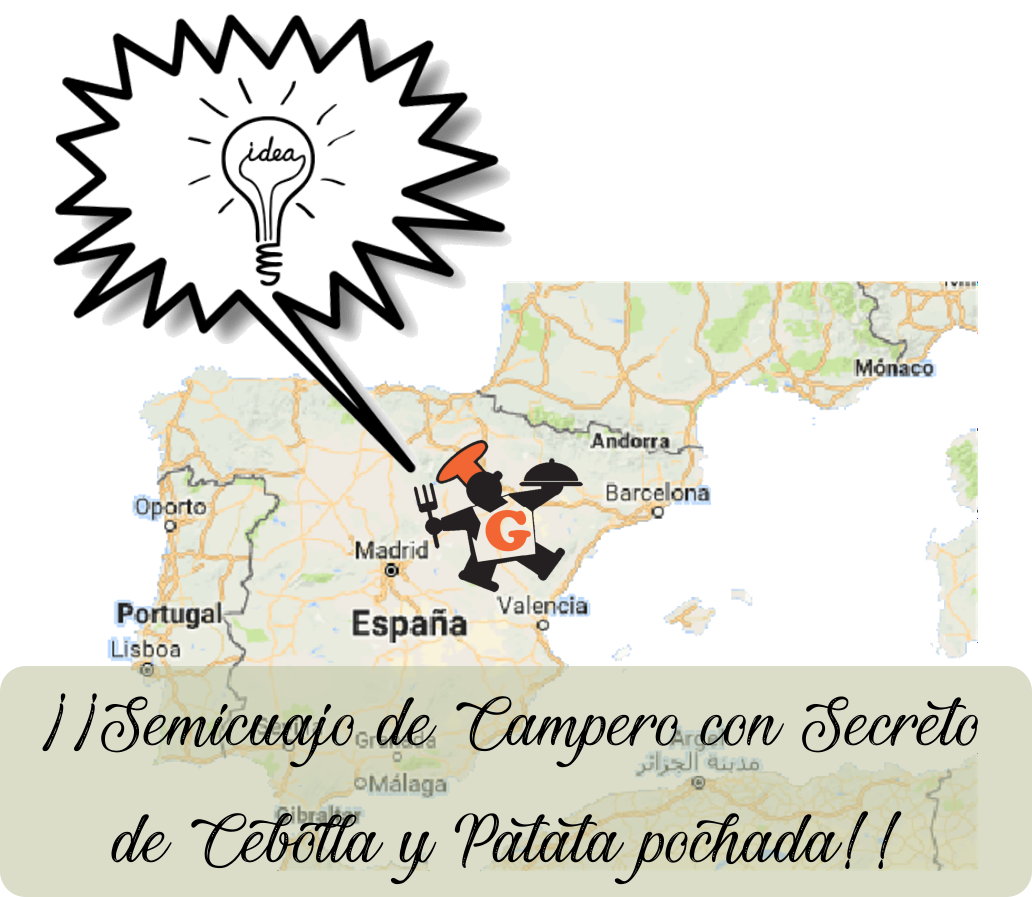 idea
Mónaco
Andorra
Barcelona
Oporto
G
Madrid
Valencia
España
Portugal
Lisboa
¡¡Semicuajo de Campero con Secreto
Sevilla
Granada
Argel
مدينة الجزائر
Málaga
Gibraltar
de Cebolla y Patata pochada!!